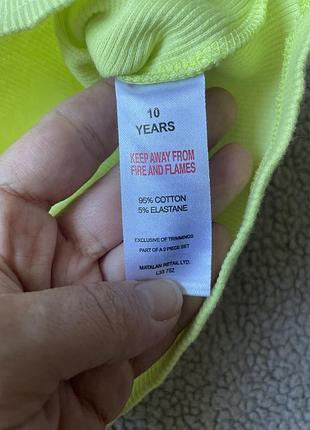 10
YEARS
KEEP AWAY FROM
FIRE AND FLAMES
95% COTTON
5% ELASTANE
EXCLUSIVE OF TRIMMINGS
PART OF A 2 PIECE SET
MATALAN RETAIL LTD.
L33 7SZ